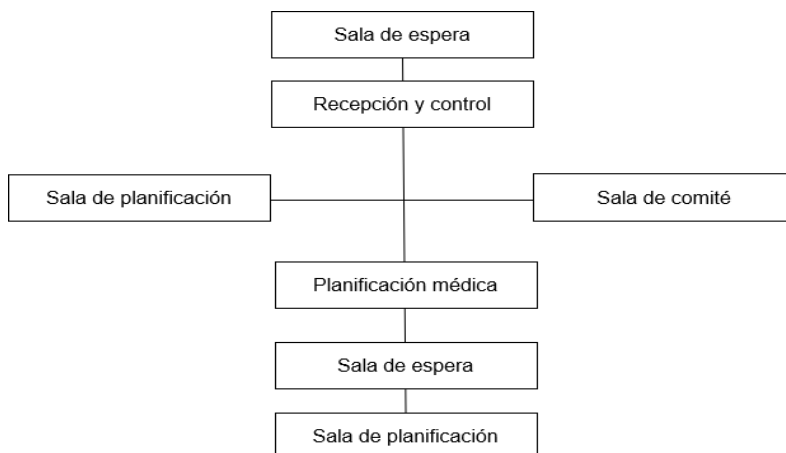 Sala de espera
Recepción y control
Sala de planificación
Sala de comité
Planificación médica
Sala de espera
Sala de planificación